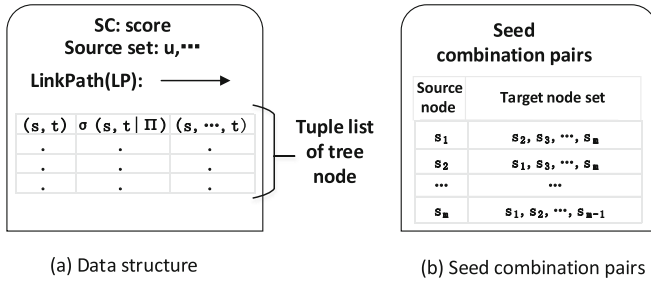 SC: score
Source set: u,···
LinkPath(LP):
(s, t) σ (s, t | Π) (s, ···, t)
. . .
. . .
. . .
Tuple list
of tree
node
(a) Data structure
Seed
combination pairs
Source
node Target node set
s₁ s₂, s₃, ···, sₘ
s₂ s₁, s₃, ···, sₘ
··· ···
sₘ s₁, s₂, ···, sₘ₋₁
(b) Seed combination pairs